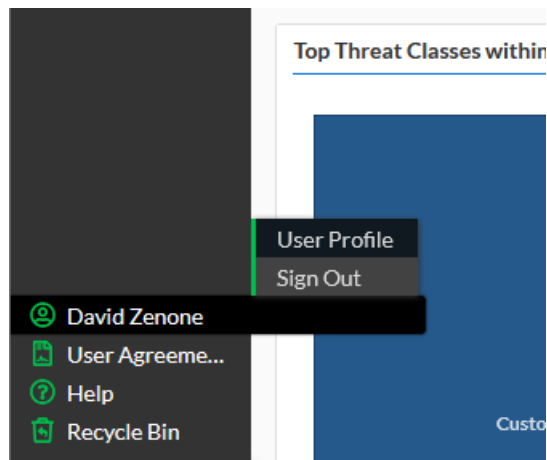 Top Threat Classes within
User Profile
Sign Out
David Zenone
User Agreeme...
Help
Recycle Bin
Custo